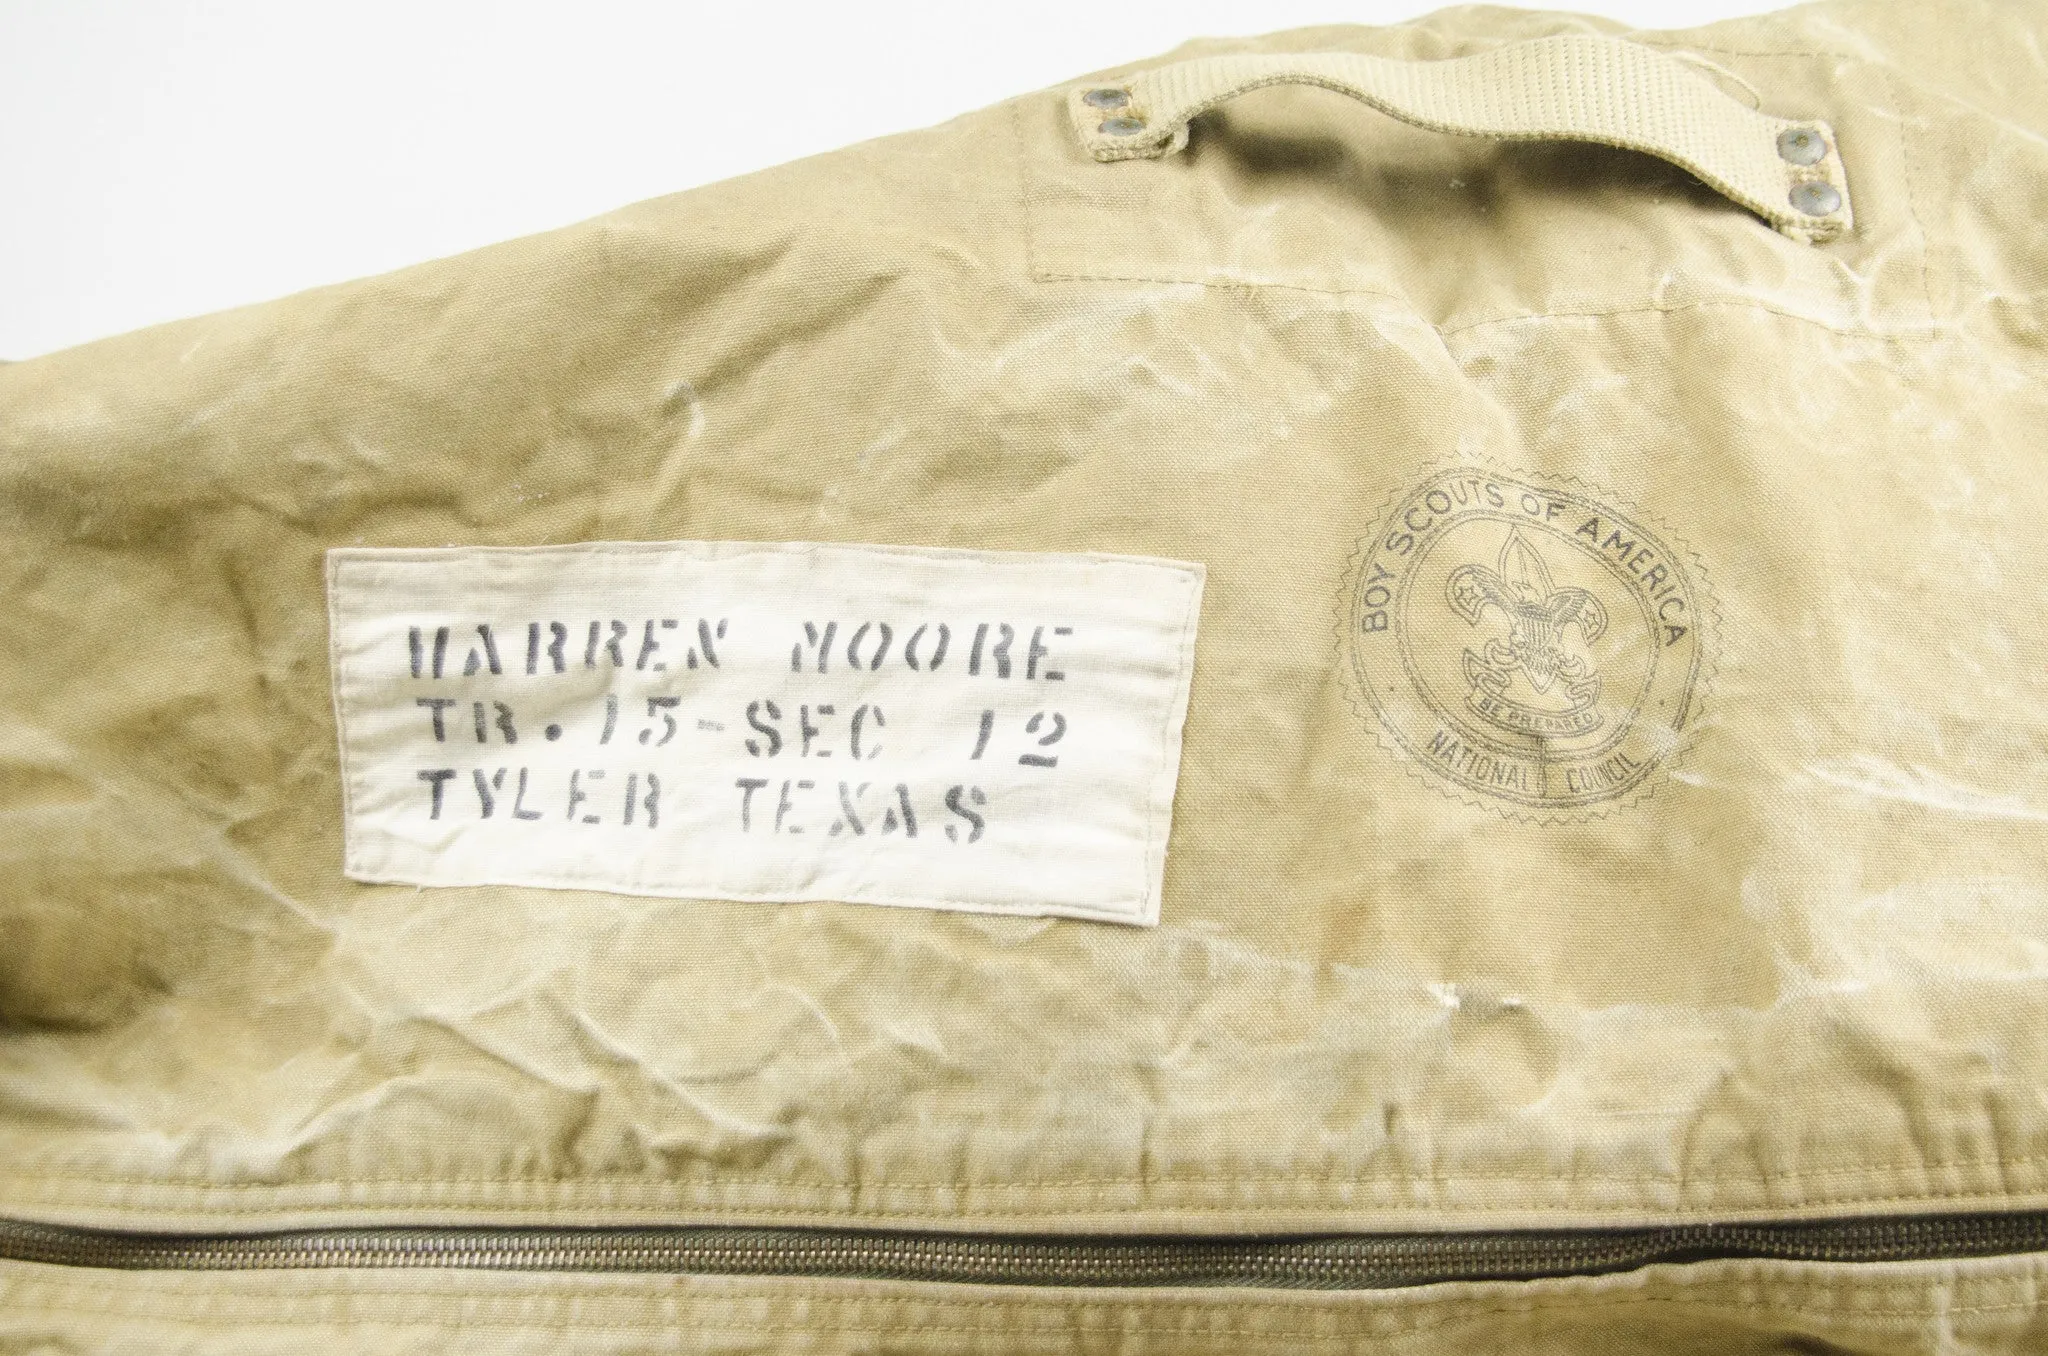 WARREN MOORE
TR. 15-SEC 12
TYLER TEXAS
BOY SCOUTS OF AMERICA
BE PREPARED
NATIONAL COUNCIL